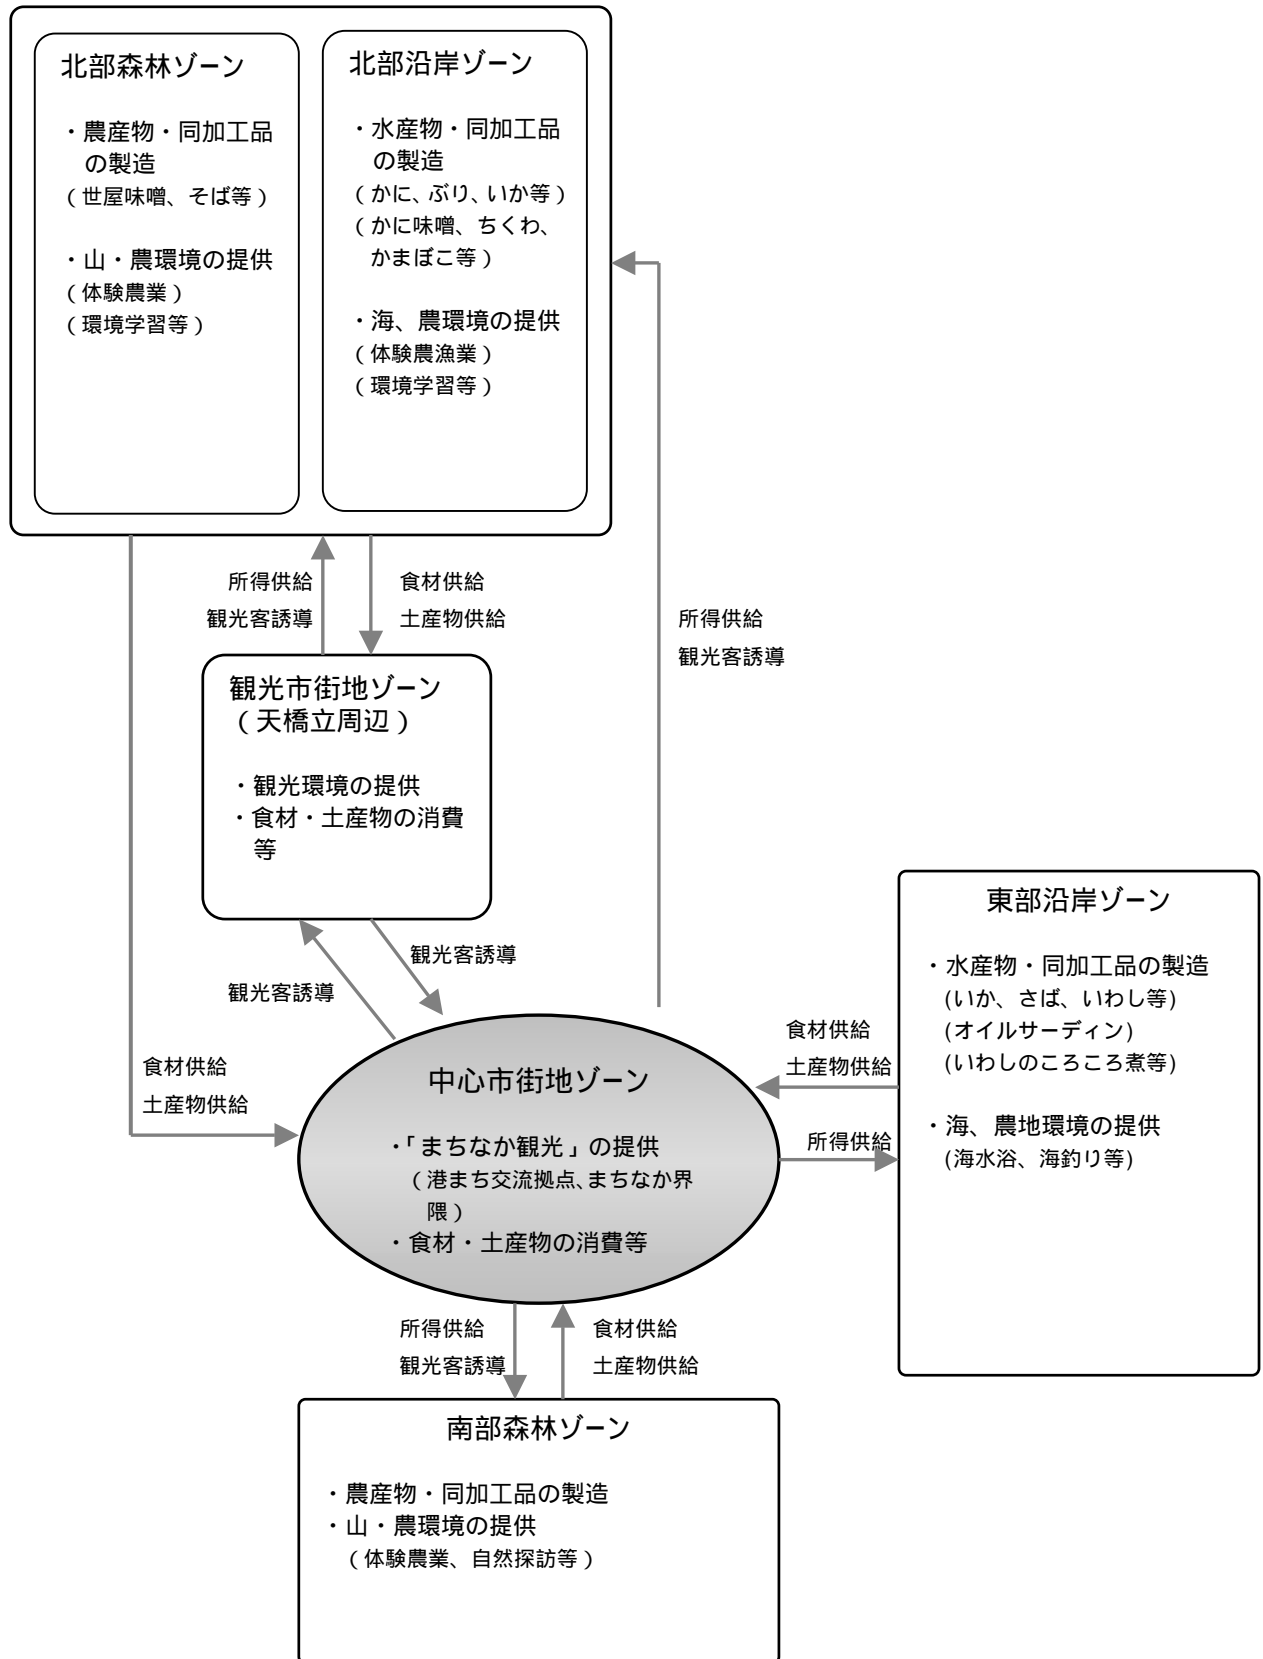 北部森林ゾーン
・農産物・同加工品
の製造
(世屋味噌、そば等)
・山・農環境の提供
(体験農業)
(環境学習等)
北部沿岸ゾーン
・水産物・同加工品
の製造
(かに、ぶり、いか等)
(かに味噌、ちくわ、
かまぼこ等)
・海、農環境の提供
(体験農漁業)
(環境学習等)
所得供給
観光客誘導
食材供給
土産物供給
所得供給
観光客誘導
観光市街地ゾーン
(天橋立周辺)
・観光環境の提供
・食材・土産物の消費
等
観光客誘導
観光客誘導
食材供給
土産物供給
中心市街地ゾーン
・「まちなか観光」の提供
(港まち交流拠点、まちなか界
隈)
・食材・土産物の消費等
食材供給
土産物供給
所得供給
東部沿岸ゾーン
・水産物・同加工品の製造
(いか、さば、いわし等)
(オイルサーディン)
(いわしのころころ煮等)
・海、農地環境の提供
(海水浴、海釣り等)
所得供給
観光客誘導
食材供給
土産物供給
南部森林ゾーン
・農産物・同加工品の製造
・山・農環境の提供
(体験農業、自然探訪等)